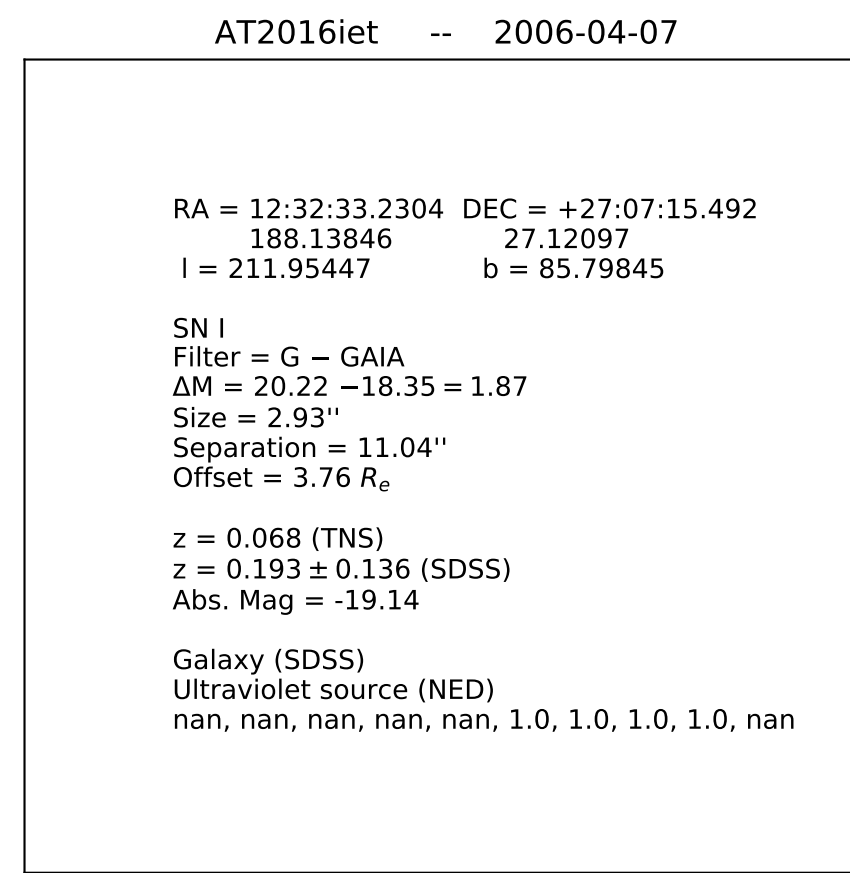 AT2016iet -- 2006-04-07
RA = 12:32:33.2304 DEC = +27:07:15.492
188.13846 27.12097
l = 211.95447 b = 85.79845
SN I
Filter = G − GAIA
ΔM = 20.22 −18.35 = 1.87
Size = 2.93''
Separation = 11.04''
Offset = 3.76 Re
z = 0.068 (TNS)
z = 0.193 ± 0.136 (SDSS)
Abs. Mag = -19.14
Galaxy (SDSS)
Ultraviolet source (NED)
nan, nan, nan, nan, nan, 1.0, 1.0, 1.0, 1.0, nan